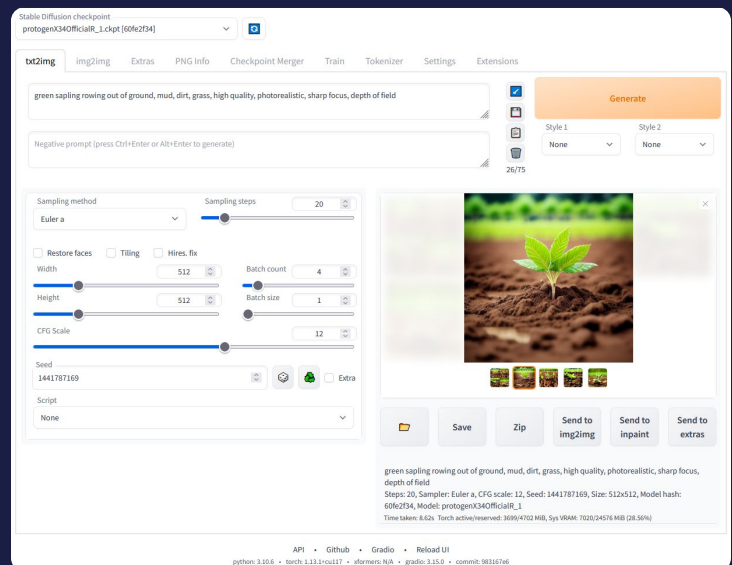 Stable Diffusion checkpoint
protogenX34OfficialR_1.ckpt [60fe2f34]
txt2img img2img Extras PNG Info Checkpoint Merger Train Tokenizer Settings Extensions
green sapling rowing out of ground, mud, dirt, grass, high quality, photorealistic, sharp focus, depth of field
Generate
Style 1 Style 2
None None
Negative prompt (press Ctrl+Enter or Alt+Enter to generate)
26/75
Sampling method Sampling steps 20
Euler a
Restore faces Tiling Hires. fix
Width 512 Batch count 4
Height 512 Batch size 1
CFG Scale 12
Seed
1441787169 Extra
Script
None
Save Zip Send to img2img Send to inpaint Send to extras
green sapling rowing out of ground, mud, dirt, grass, high quality, photorealistic, sharp focus,
depth of field
Steps: 20, Sampler: Euler a, CFG scale: 12, Seed: 1441787169, Size: 512x512, Model hash:
60fe2f34, Model: protogenX34OfficialR_1
Time taken: 8.62s Torch active/reserved: 3699/4702 MiB, Sys VRAM: 7020/24576 MiB (28.56%)
API • Github • Gradio • Reload UI
python: 3.10.6 • torch: 1.13.1+cu117 • xformers: N/A • gradio: 3.15.0 • commit: 983167e6